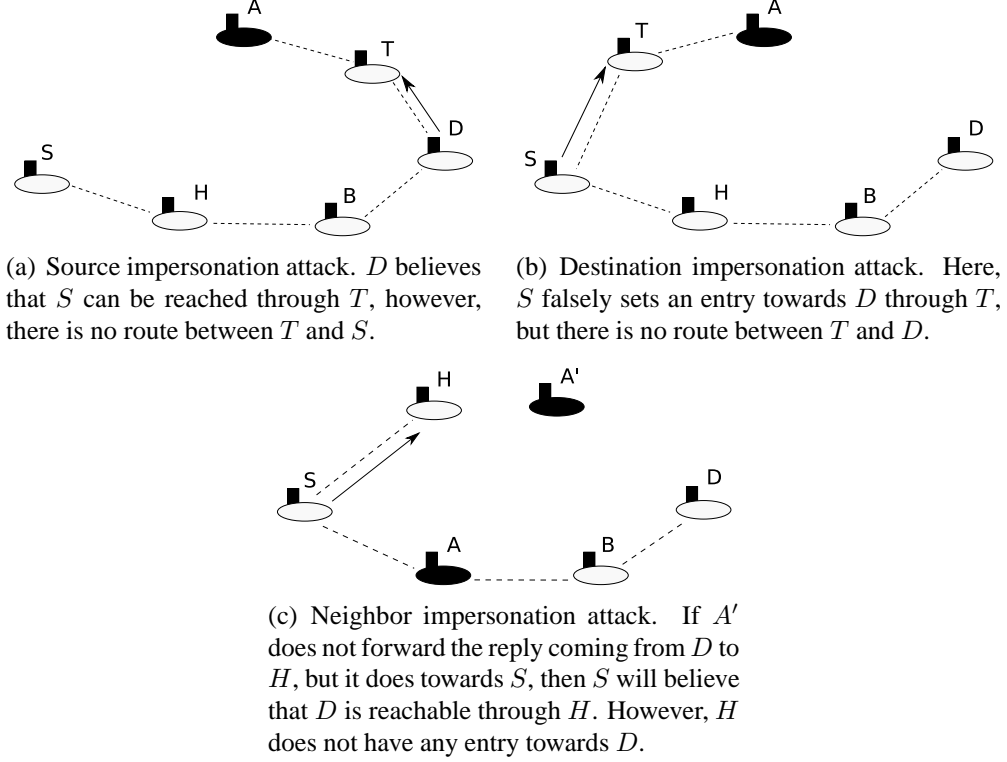 A
T
D
S
H
B
(a) Source impersonation attack. D believes
that S can be reached through T, however,
there is no route between T and S.
A
T
D
S
H
B
(b) Destination impersonation attack. Here,
S falsely sets an entry towards D through T,
but there is no route between T and D.
H
A'
S
D
A
B
(c) Neighbor impersonation attack. If A′
does not forward the reply coming from D to
H, but it does towards S, then S will believe
that D is reachable through H. However, H
does not have any entry towards D.